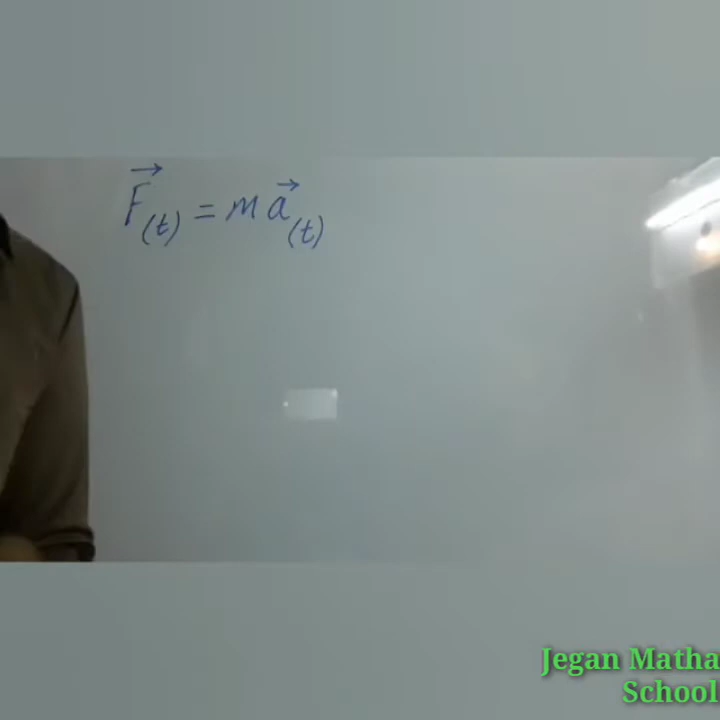 F⃗(t) = m a⃗(t)
Jegan Matha
School